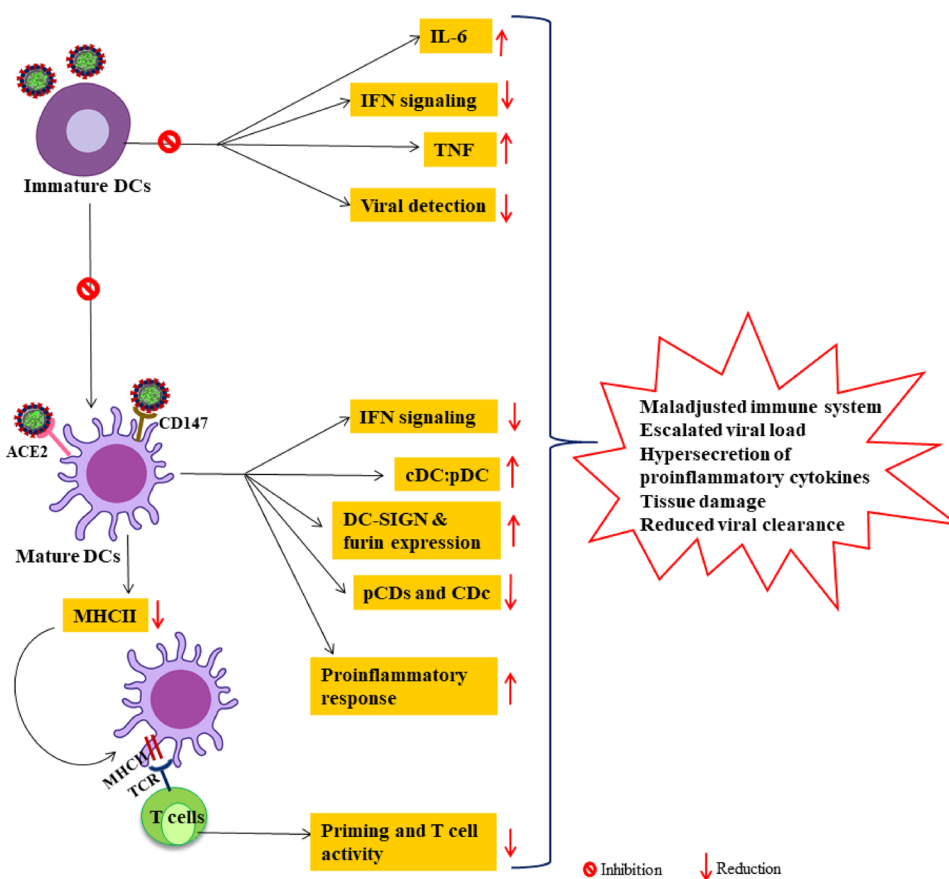 IL-6
IFN signaling
TNF
Viral detection
Immature DCs
ACE2
CD147
Mature DCs
IFN signaling
cDC:pDC
DC-SIGN &
furin expression
pCDs and CDc
Proinflammatory
response
MHCII
MHCII
TCR
T cells
Priming and T cell
activity
Maladjusted immune system
Escalated viral load
Hypersecretion of
proinflammatory cytokines
Tissue damage
Reduced viral clearance
Inhibition
Reduction